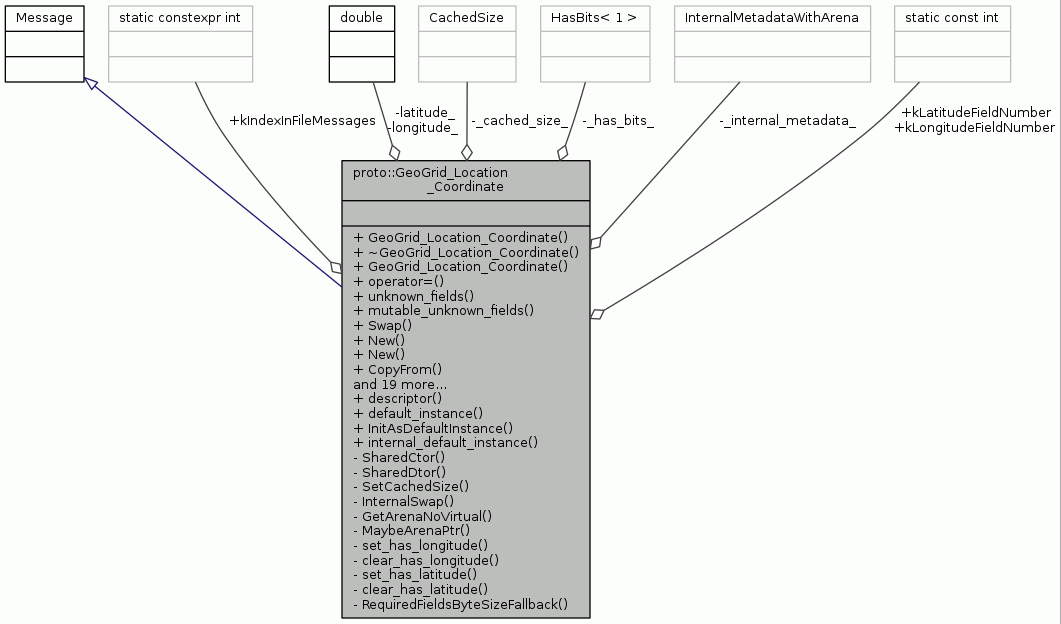 Message
static constexpr int
double
CachedSize
HasBits< 1 >
InternalMetadataWithArena
static const int
+kIndexInFileMessages
-latitude_
-longitude_
-_cached_size_
-_has_bits_
-_internal_metadata_
+kLatitudeFieldNumber
+kLongitudeFieldNumber
proto::GeoGrid_Location
_Coordinate
+ GeoGrid_Location_Coordinate()
+ ~GeoGrid_Location_Coordinate()
+ GeoGrid_Location_Coordinate()
+ operator=()
+ unknown_fields()
+ mutable_unknown_fields()
+ Swap()
+ New()
+ New()
+ CopyFrom()
and 19 more...
+ descriptor()
+ default_instance()
+ InitAsDefaultInstance()
+ internal_default_instance()
- SharedCtor()
- SharedDtor()
- SetCachedSize()
- InternalSwap()
- GetArenaNoVirtual()
- MaybeArenaPtr()
- set_has_longitude()
- clear_has_longitude()
- set_has_latitude()
- clear_has_latitude()
- RequiredFieldsByteSizeFallback()